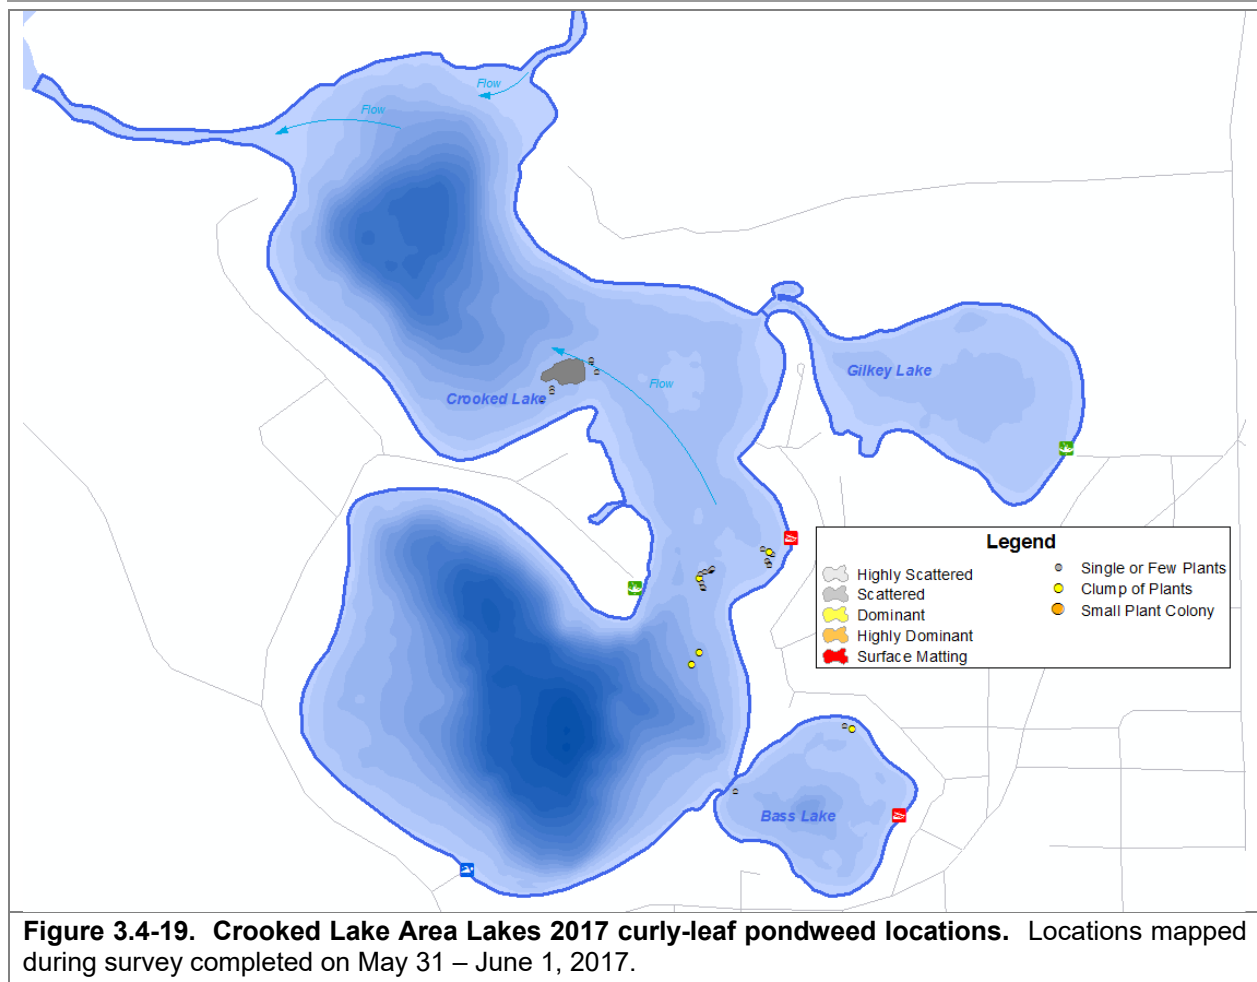 Flow
Flow
Gilkey Lake
Flow
Crooked Lake
Legend
Highly Scattered
Scattered
Dominant
Highly Dominant
Surface Matting
Single or Few Plants
Clump of Plants
Small Plant Colony
Bass Lake
Figure 3.4-19. Crooked Lake Area Lakes 2017 curly-leaf pondweed locations. Locations mapped
during survey completed on May 31 – June 1, 2017.